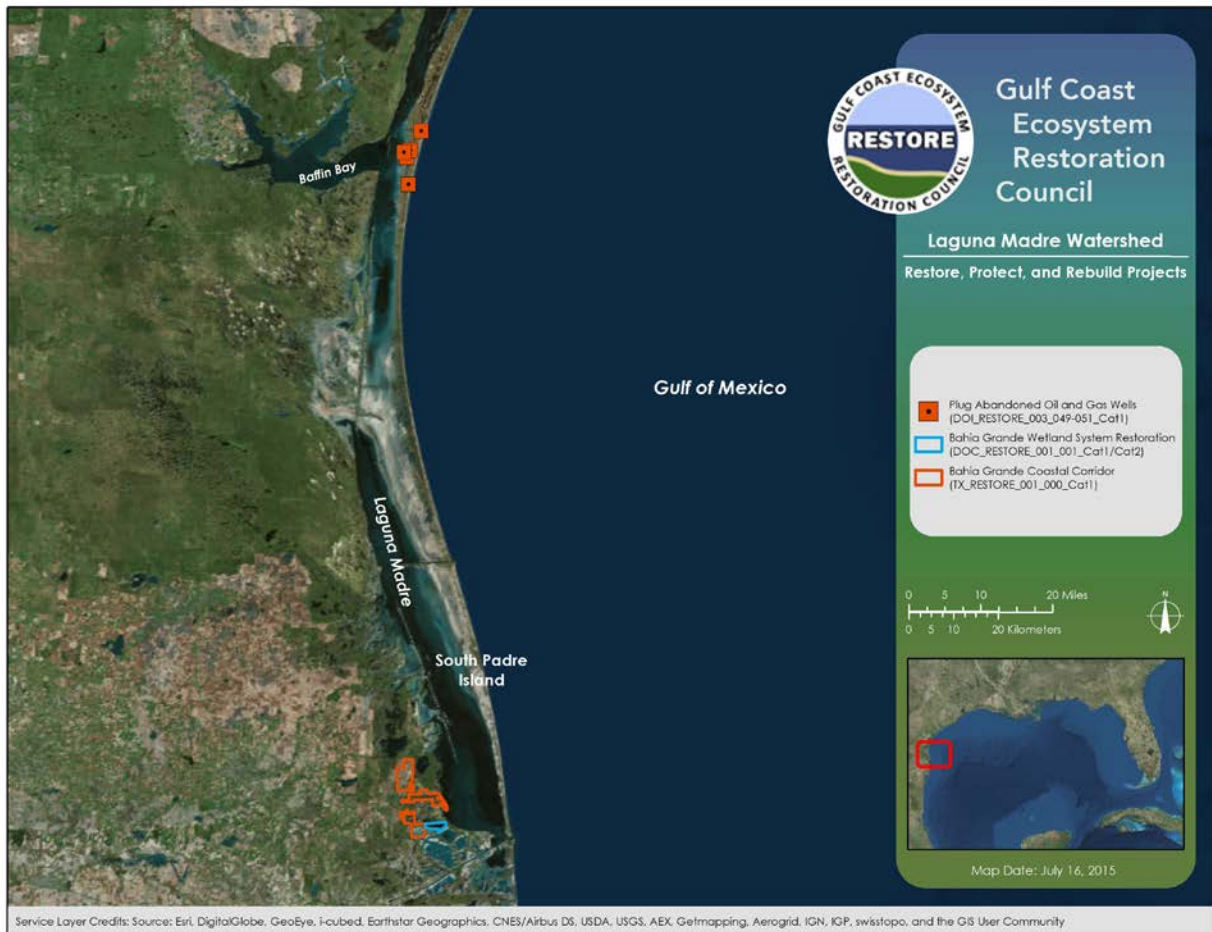 GULF COAST ECOSYSTEM
RESTORE
RESTORATION COUNCIL
Gulf Coast
Ecosystem
Restoration
Council
Laguna Madre Watershed
Restore, Protect, and Rebuild Projects
Baffin Bay
Gulf of Mexico
Plug Abandoned Oil and Gas Wells
(DOI_RESTORE_003_049-051_Cat1)
Bahia Grande Wetland System Restoration
(DOC_RESTORE_001_001_Cat1/Cat2)
Bahia Grande Coastal Corridor
(TX_RESTORE_001_000_Cat1)
Laguna Madre
South Padre
Island
0 5 10 20 Miles
0 5 10 20 Kilometers
N
Map Date: July 16, 2015
Service Layer Credits: Source: Esri, DigitalGlobe, GeoEye, i-cubed, Earthstar Geographics, CNES/Airbus DS, USDA, USGS, AEX, Getmapping, Aerogrid, IGN, IGP, swisstopo, and the GIS User Community